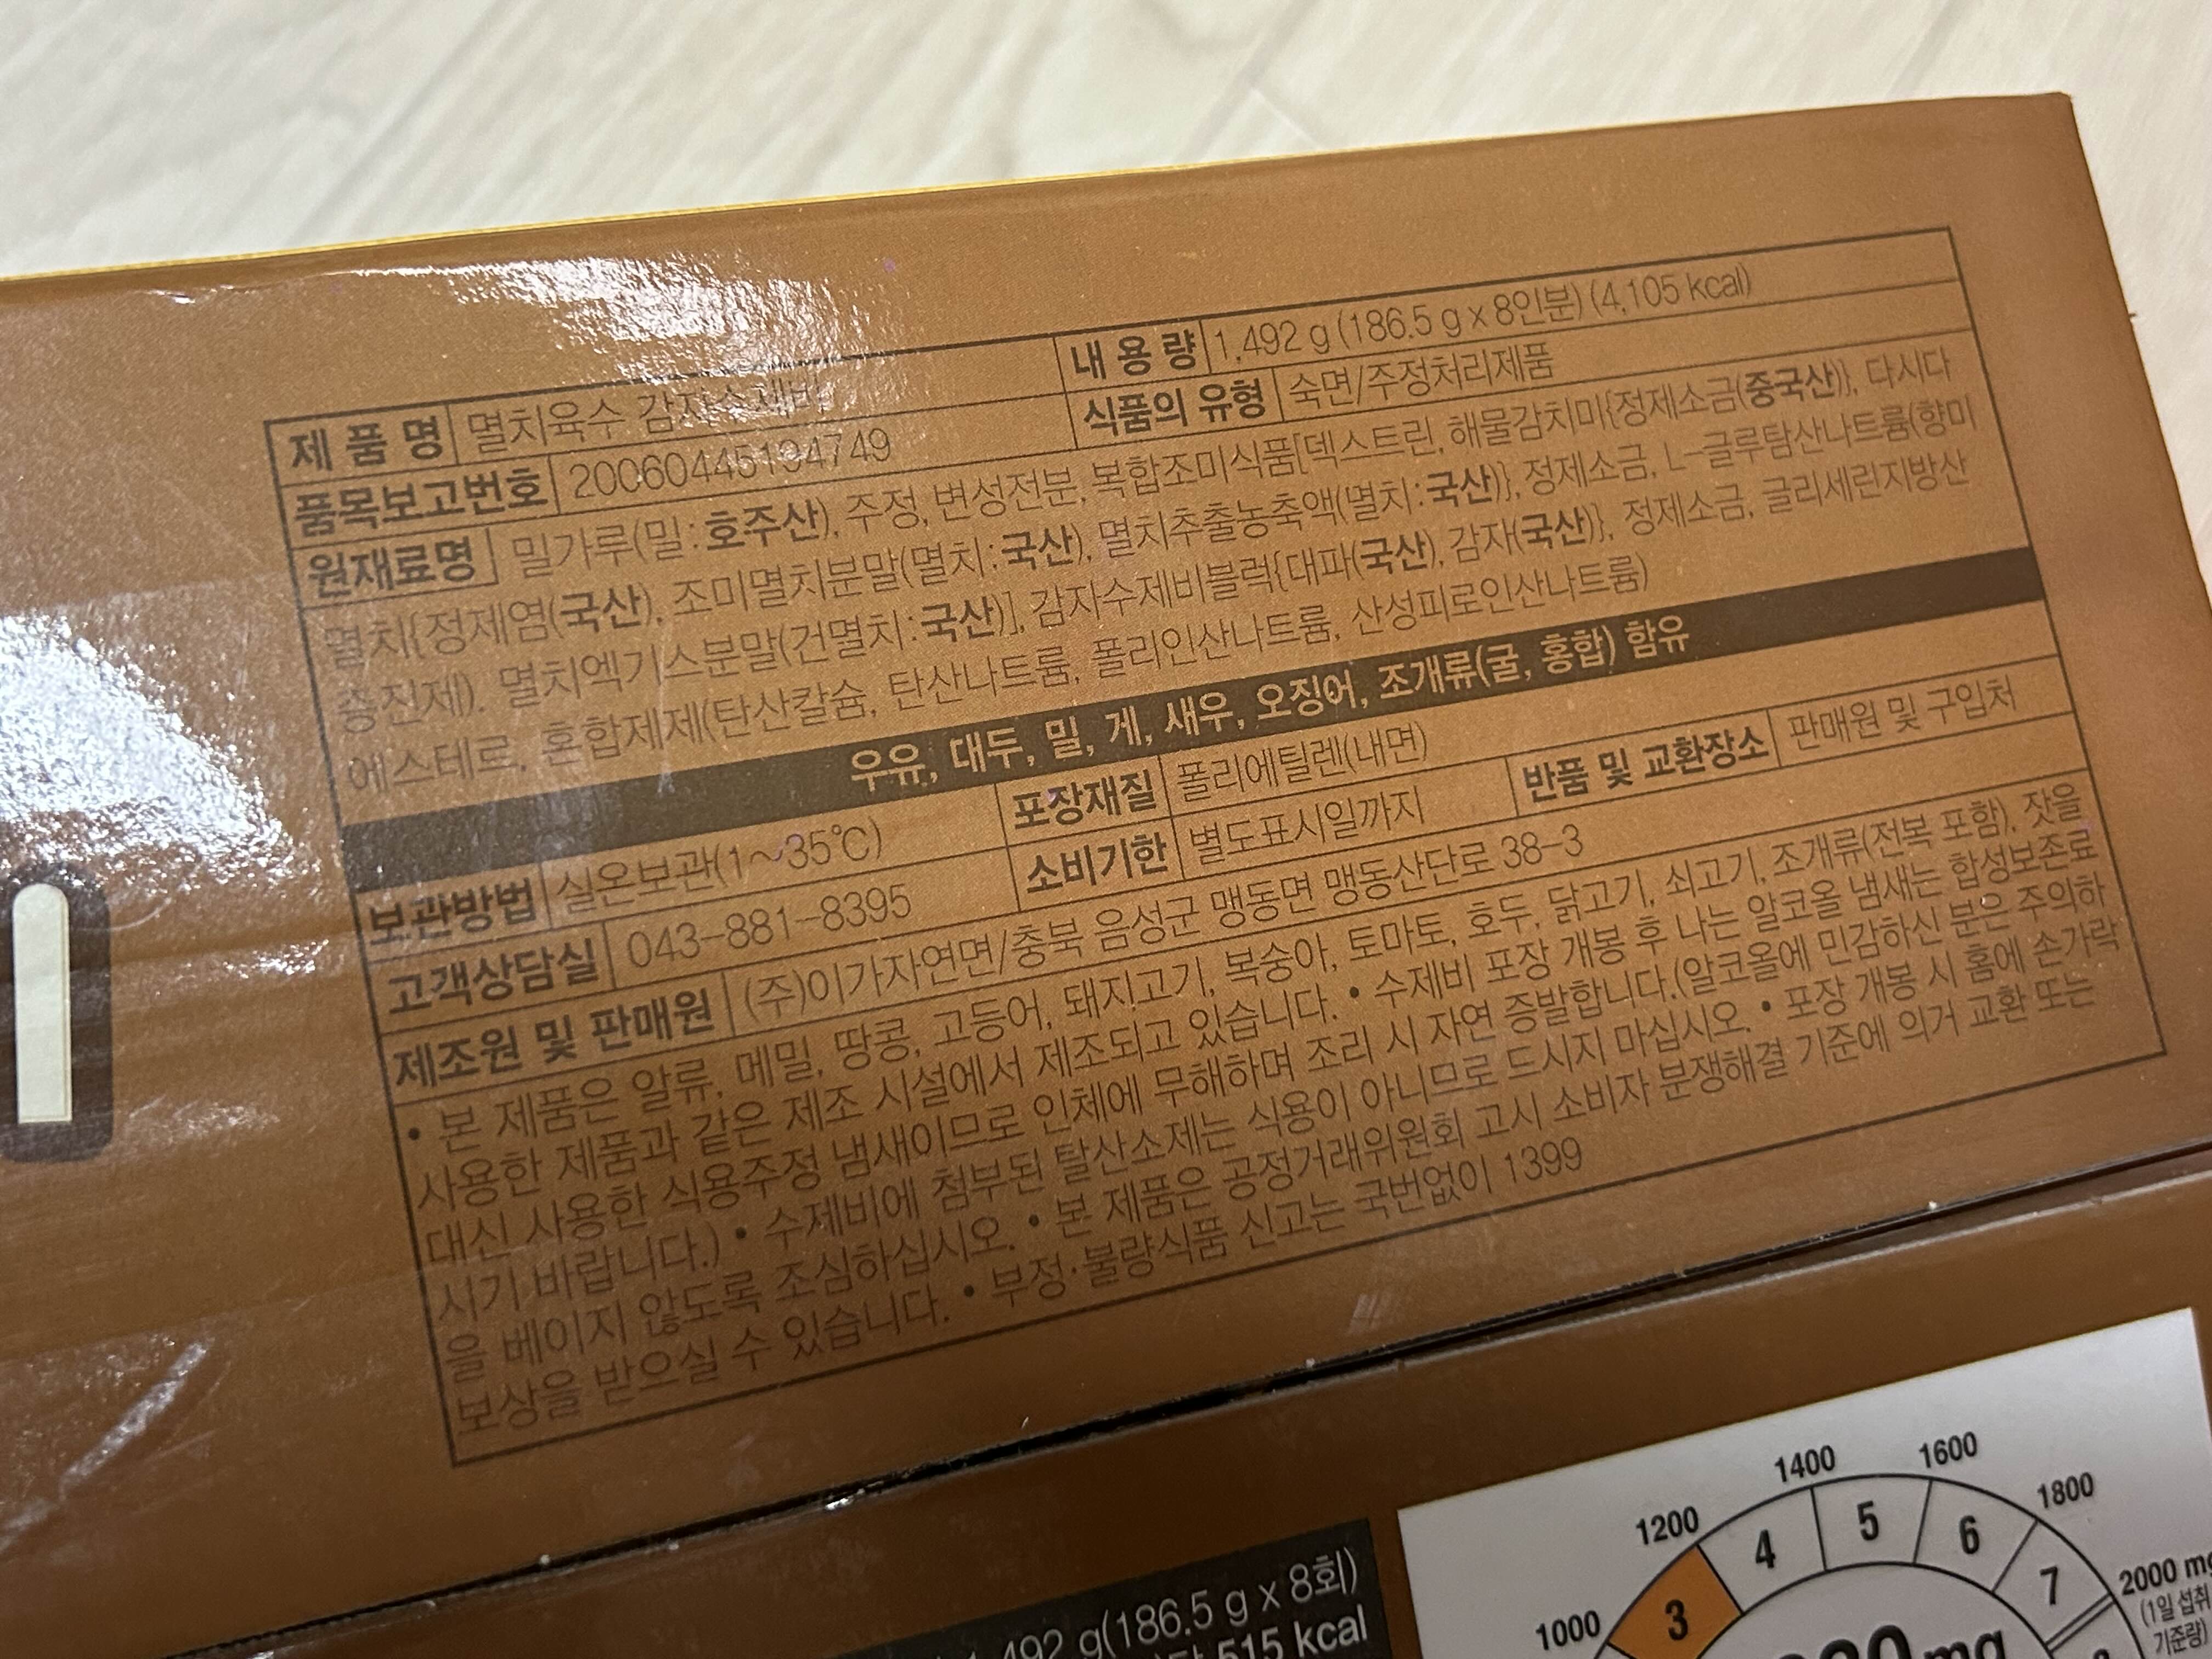 제 품 명 멸치육수 감자수제비 내 용 량 1,492 g (186.5 g x 8인분) (4,105 kcal)
품목보고번호 20060445194749 식품의 유형 숙면/주정처리제품
원재료명 밀가루(밀:호주산), 주정, 변성전분, 복합조미식품[덱스트린, 해물감치미{정제소금(중국산)}, 다시다
멸치{정제염(국산), 조미멸치분말(멸치:국산), 멸치추출농축액(멸치:국산)}, 정제소금, L-글루탐산나트륨(향미
증진제), 멸치엑기스분말(건멸치:국산)], 감자수제비블럭{대파(국산), 감자(국산)}, 정제소금, 글리세린지방산
에스테르, 혼합제제(탄산칼슘, 탄산나트륨, 폴리인산나트륨, 산성피로인산나트륨)
우유, 대두, 밀, 게, 새우, 오징어, 조개류(굴, 홍합) 함유
보관방법 실온보관(1~35℃) 포장재질 폴리에틸렌(내면) 반품 및 교환장소 판매원 및 구입처
고객상담실 043-881-8395 소비기한 별도표시일까지
제조원 및 판매원 (주)이가자연면/충북 음성군 맹동면 맹동산단로 38-3
• 본 제품은 알류, 메밀, 땅콩, 고등어, 돼지고기, 복숭아, 토마토, 호두, 닭고기, 쇠고기, 조개류(전복 포함), 잣을
사용한 제품과 같은 제조 시설에서 제조되고 있습니다. • 수제비 포장 개봉 후 나는 알코올 냄새는 합성보존료
대신 사용한 식용주정 냄새이므로 인체에 무해하며 조리 시 자연 증발합니다.(알코올에 민감하신 분은 주의하
시기 바랍니다.) • 수제비에 첨부된 탈산소제는 식용이 아니므로 드시지 마십시오. • 포장 개봉 시 홈에 손가락
을 베이지 않도록 조심하십시오. • 본 제품은 공정거래위원회 고시 소비자 분쟁해결 기준에 의거 교환 또는
보상을 받으실 수 있습니다. • 부정·불량식품 신고는 국번없이 1399
1,492 g(186.5 g x 8회)
515 kcal
1000 1200 1400 1600 1800 2000 mg
(1일 섭취
기준량)
3 4 5 6 7